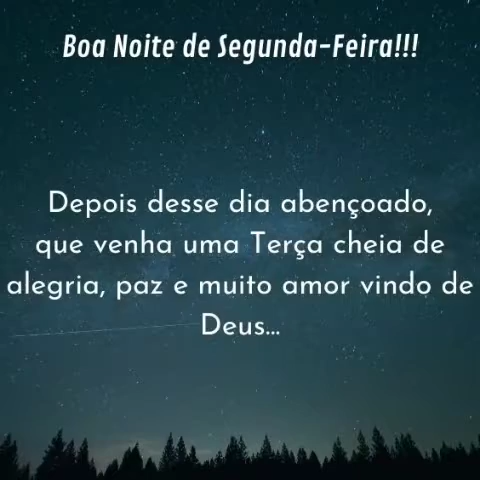 Boa Noite de Segunda-Feira!!!
Depois desse dia abençoado,
que venha uma Terça cheia de
alegria, paz e muito amor vindo de
Deus...